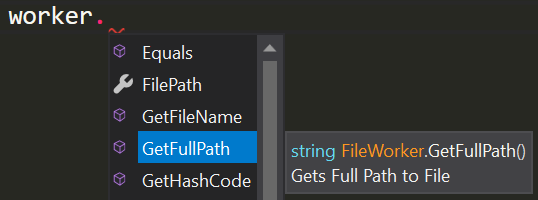 worker.
Equals
FilePath
GetFileName
GetFullPath
GetHashCode
string FileWorker.GetFullPath()
Gets Full Path to File